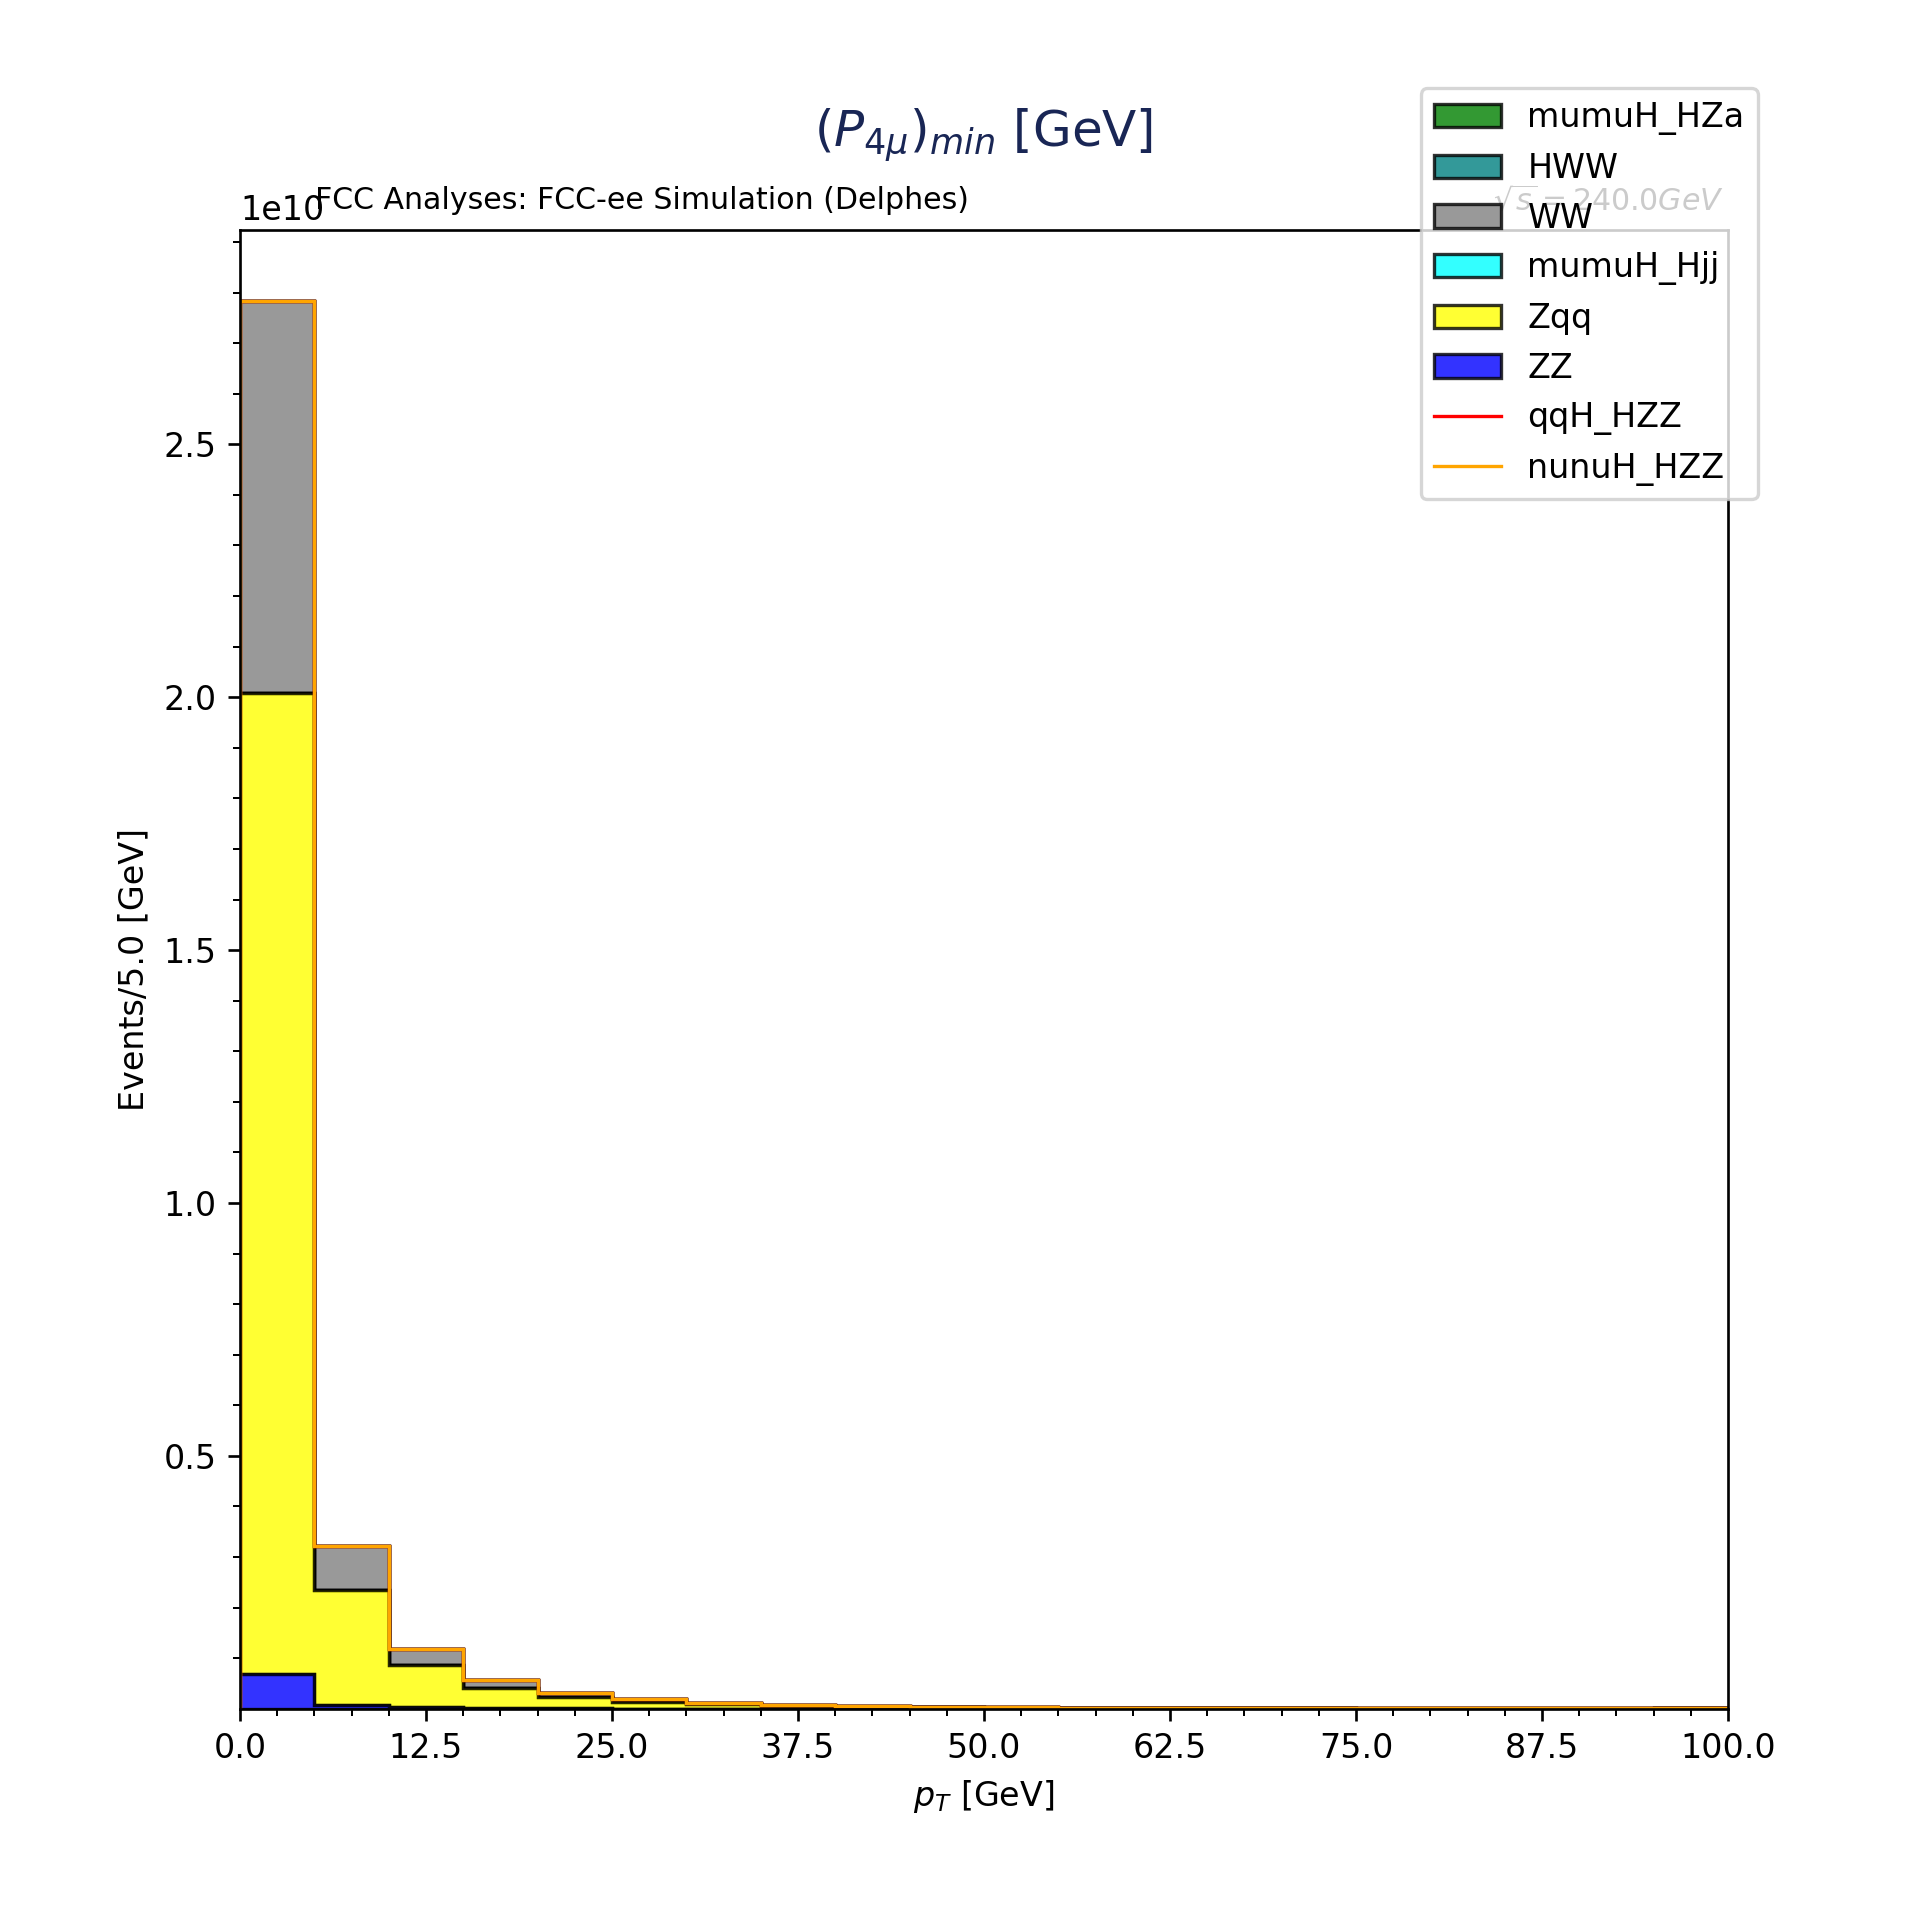 (P4μ)min [GeV]
1e10
FCC Analyses: FCC-ee Simulation (Delphes)
√s = 240.0GeV
mumuH_HZa
HWW
WW
mumuH_Hjj
Zqq
ZZ
qqH_HZZ
nunuH_HZZ
Events/5.0 [GeV]
2.5
2.0
1.5
1.0
0.5
0.0 12.5 25.0 37.5 50.0 62.5 75.0 87.5 100.0
pT [GeV]